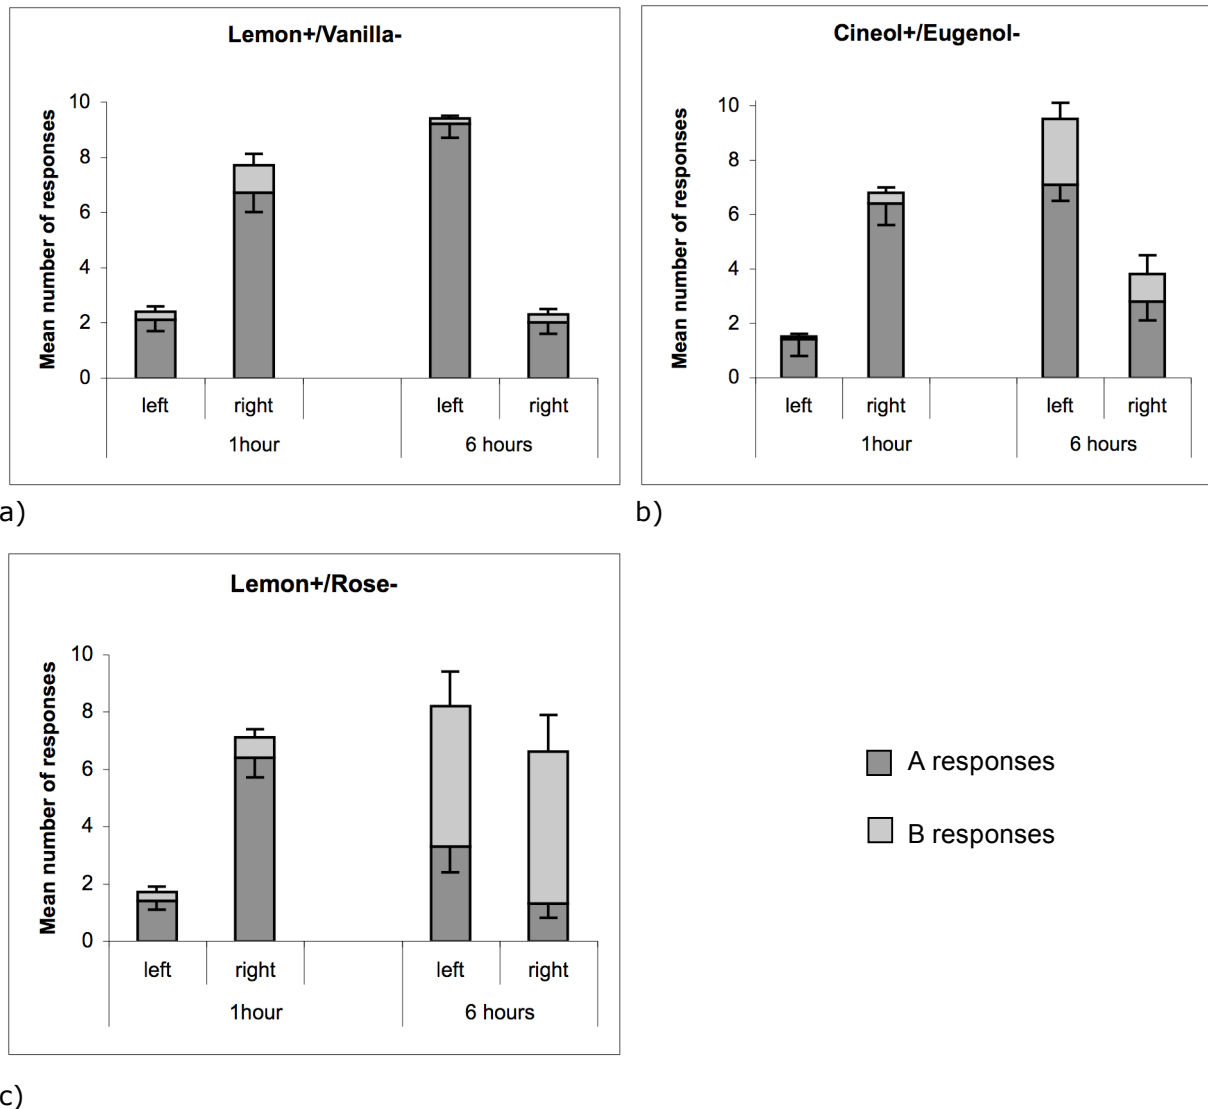 Lemon+/Vanilla-
Mean number of responses
10
8
6
4
2
0
left right left right
1hour 6 hours
a)
Cineol+/Eugenol-
Mean number of responses
10
8
6
4
2
0
left right left right
1hour 6 hours
b)
Lemon+/Rose-
Mean number of responses
10
8
6
4
2
0
left right left right
1hour 6 hours
c)
A responses
B responses